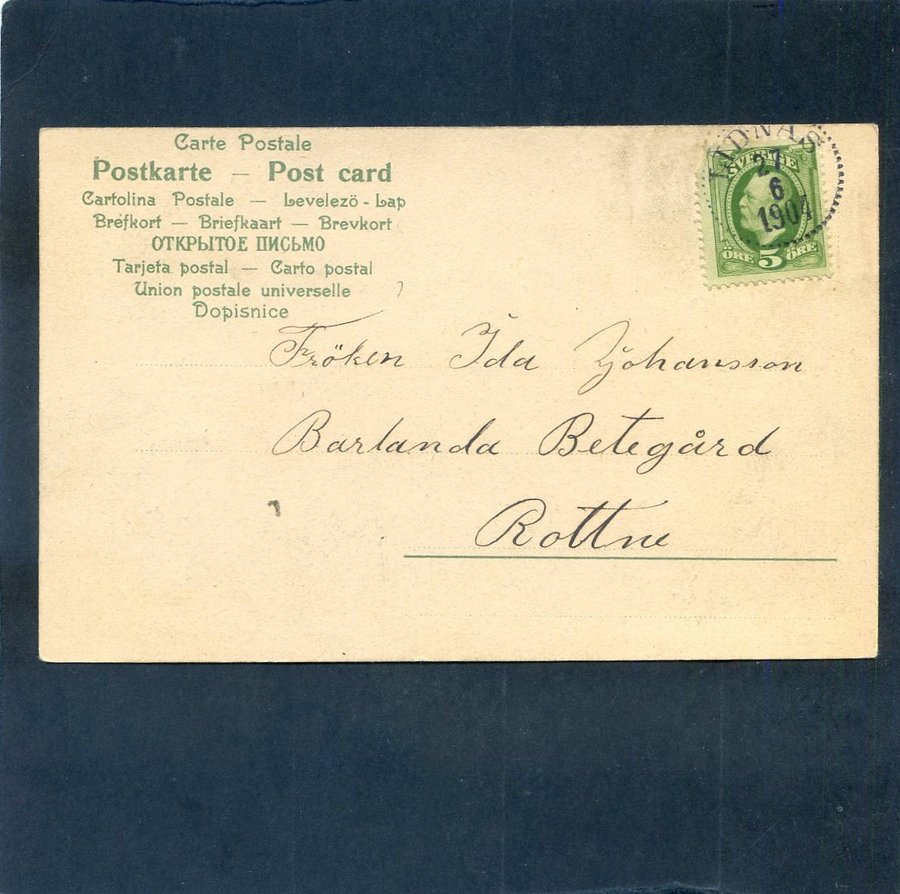 Carte Postale
Postkarte — Post card
Cartolina Postale — Levelezö-Lap
Brefkort — Briefkaart — Brevkort
ОТКРЫТОЕ ПИСЬМО
Tarjeta postal — Carto postal
Union postale universelle
Dopisnice
LIDNÄS
27
6
1904
SVERIGE
ÖRE 5 ÖRE
Fröken Ida Johansson
Barlanda Betegård
Rottne